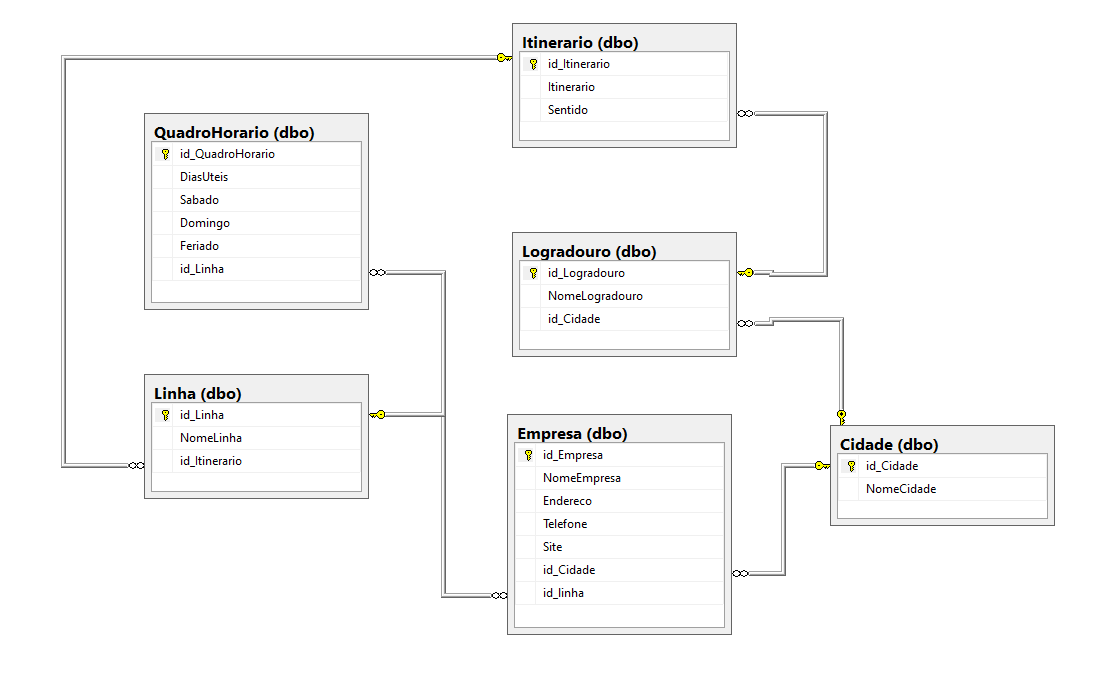 Itinerario (dbo)
id_Itinerario
Itinerario
Sentido
QuadroHorario (dbo)
id_QuadroHorario
DiasUteis
Sabado
Domingo
Feriado
id_Linha
Logradouro (dbo)
id_Logradouro
NomeLogradouro
id_Cidade
Linha (dbo)
id_Linha
NomeLinha
id_Itinerario
Empresa (dbo)
id_Empresa
NomeEmpresa
Endereco
Telefone
Site
id_Cidade
id_linha
Cidade (dbo)
id_Cidade
NomeCidade